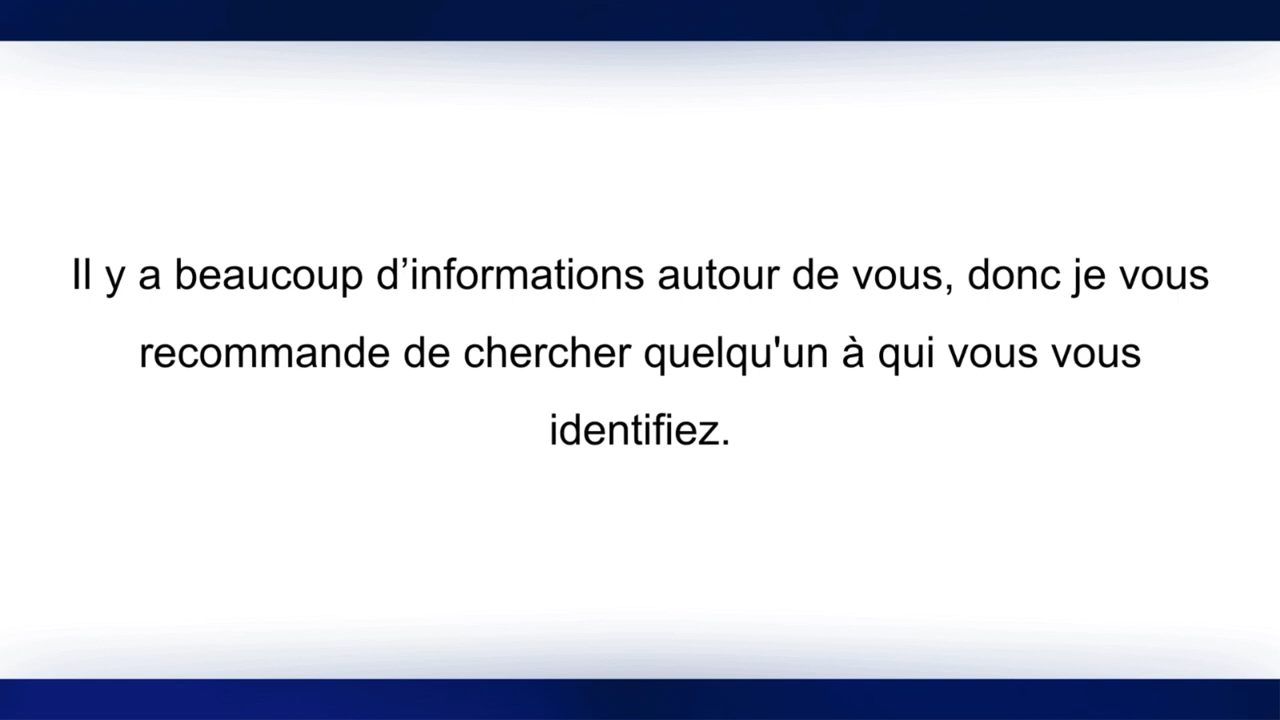 Il y a beaucoup d’informations autour de vous, donc je vous
recommande de chercher quelqu'un à qui vous vous
identifiez.